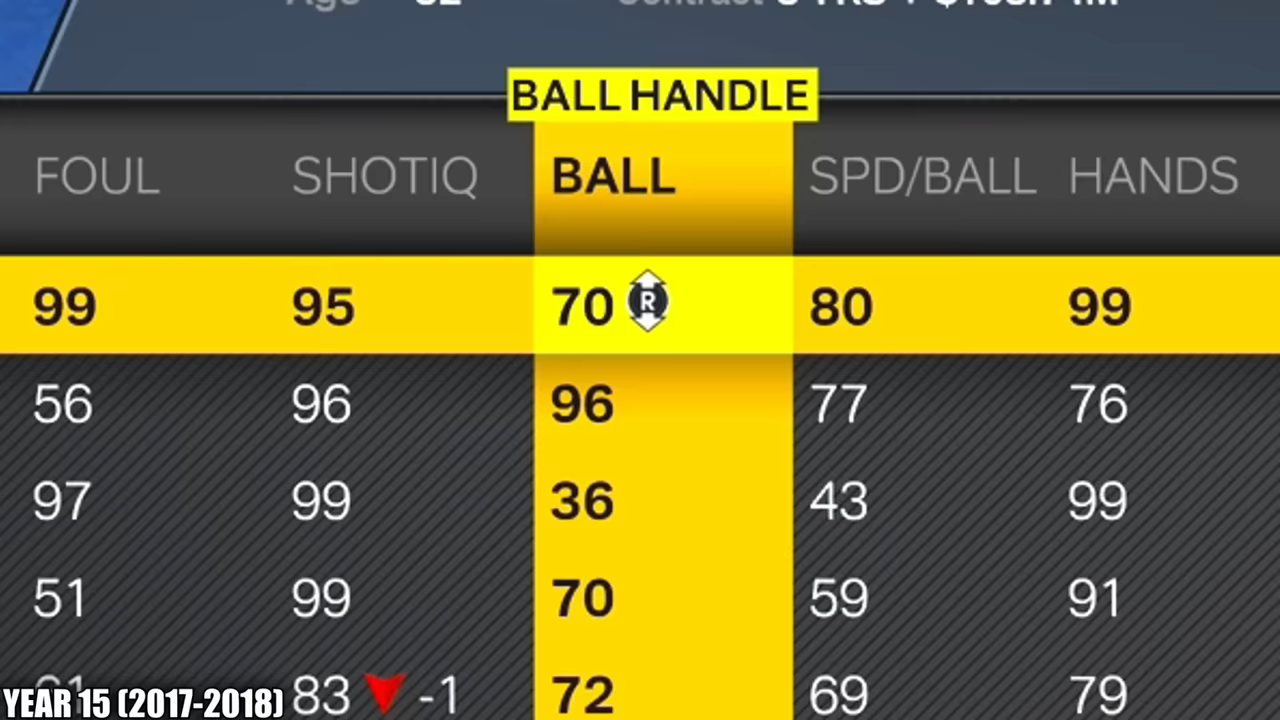 Age
BALL HANDLE
FOUL SHOTIQ BALL SPD/BALL HANDS
99 95 70 R 80 99
56 96 96 77 76
97 99 36 43 99
51 99 70 59 91
83 -1 72 69 79
YEAR 15 (2017-2018)